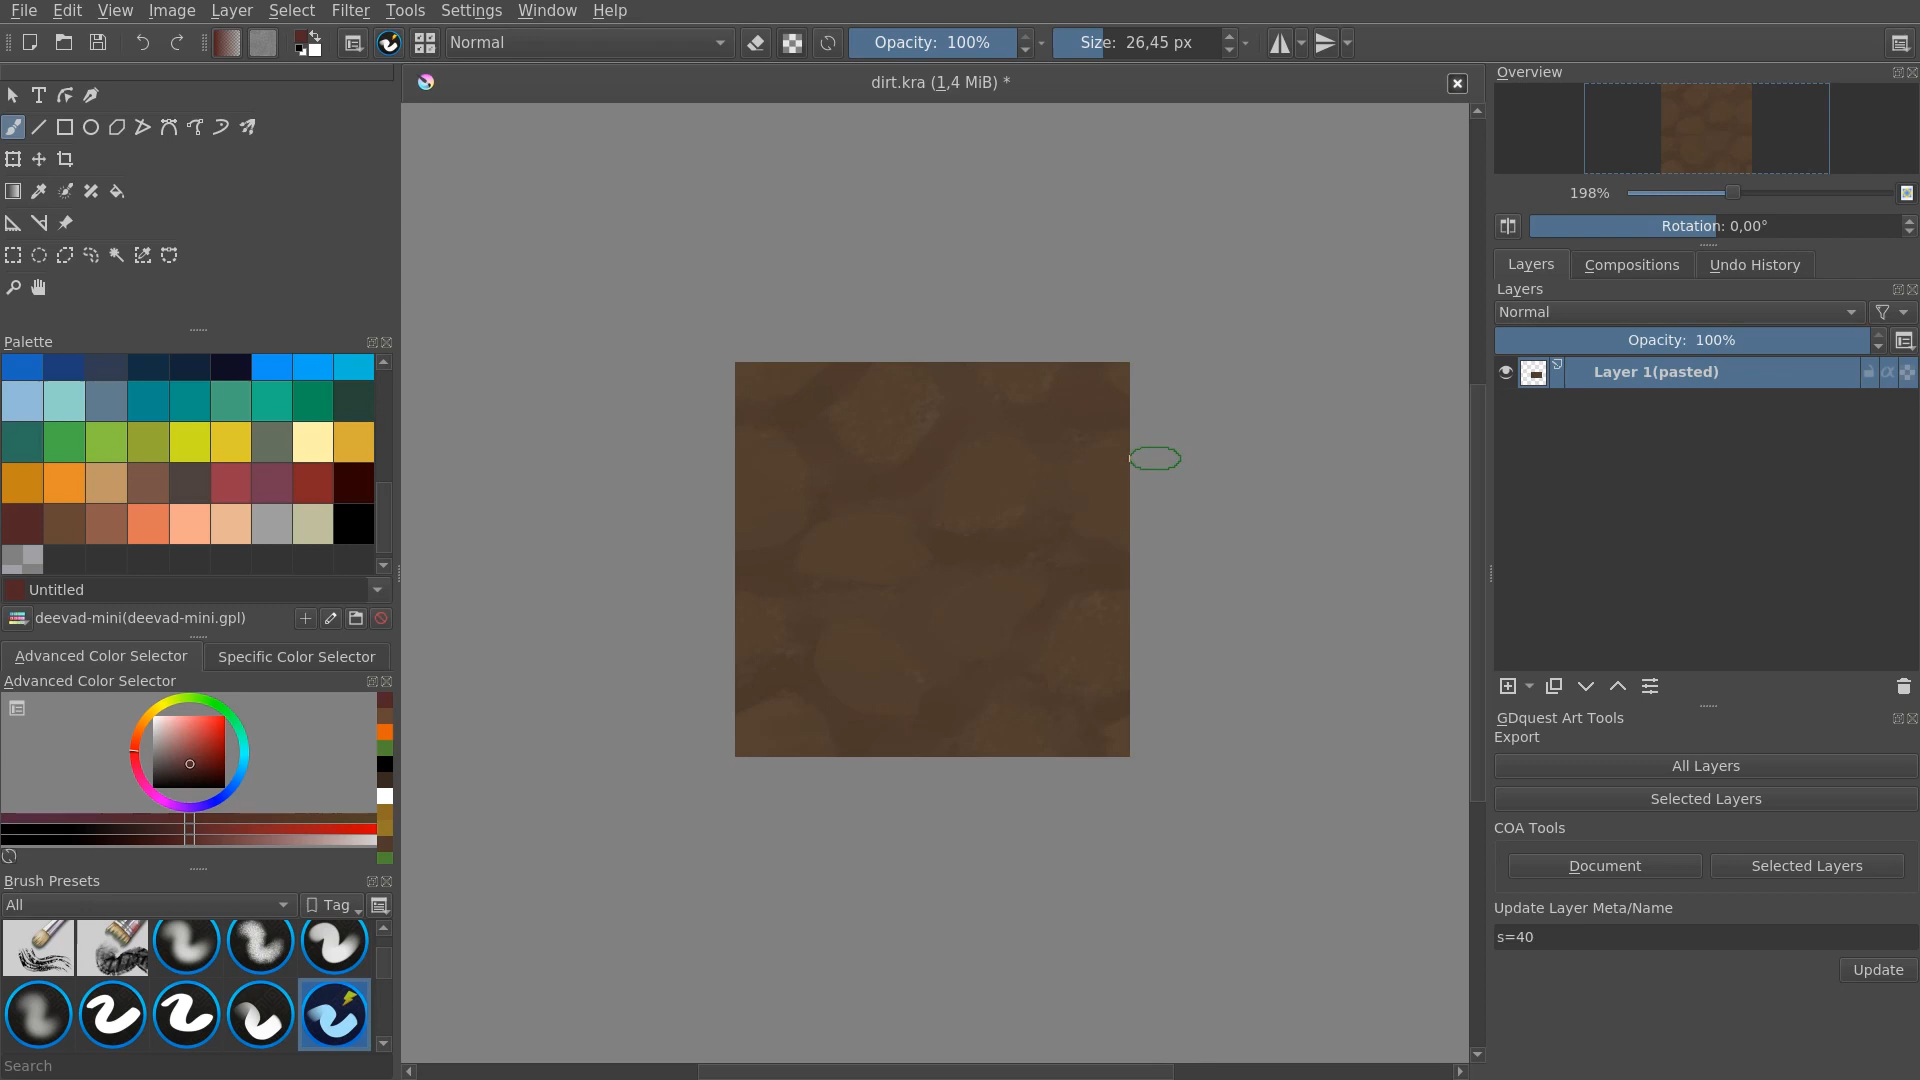 File Edit View Image Layer Select Filter Tools Settings Window Help
Normal Opacity: 100% Size: 26,45 px
dirt.kra (1,4 MiB) *
Overview
198%
Rotation: 0,00°
Layers Compositions Undo History
Layers
Normal
Opacity: 100%
Layer 1(pasted)
Palette
Untitled
deevad-mini(deevad-mini.gpl)
Advanced Color Selector Specific Color Selector
Advanced Color Selector
Brush Presets
All Tag
Search
GDquest Art Tools
Export
All Layers
Selected Layers
COA Tools
Document Selected Layers
Update Layer Meta/Name
s=40
Update